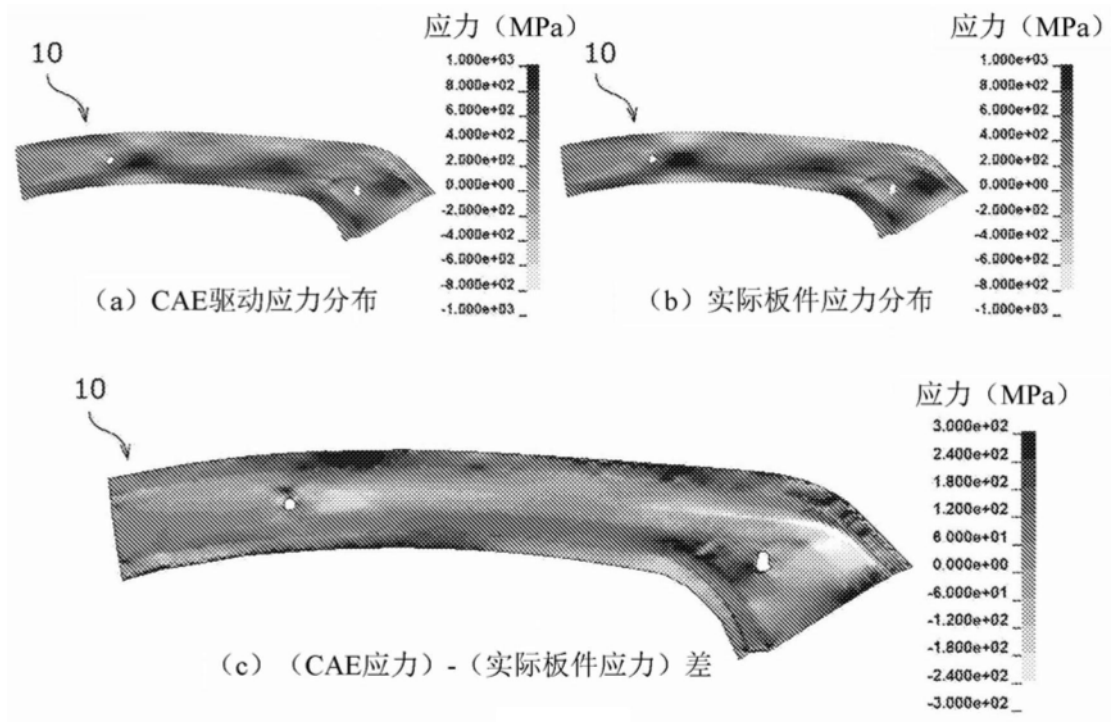 应力（MPa）
10
1.000e+03
8.000e+02
6.000e+02
4.000e+02
2.000e+02
0.000e+00
-2.000e+02
-4.000e+02
-6.000e+02
-8.000e+02
-1.000e+03
（a）CAE驱动应力分布
应力（MPa）
10
1.000e+03
8.000e+02
6.000e+02
4.000e+02
2.000e+02
0.000e+00
-2.000e+02
-4.000e+02
-6.000e+02
-8.000e+02
-1.000e+03
（b）实际板件应力分布
10
应力（MPa）
3.000e+02
2.400e+02
1.800e+02
1.200e+02
6.000e+01
0.000e+00
-6.000e+01
-1.200e+02
-1.800e+02
-2.400e+02
-3.000e+02
（c）（CAE应力）-（实际板件应力）差